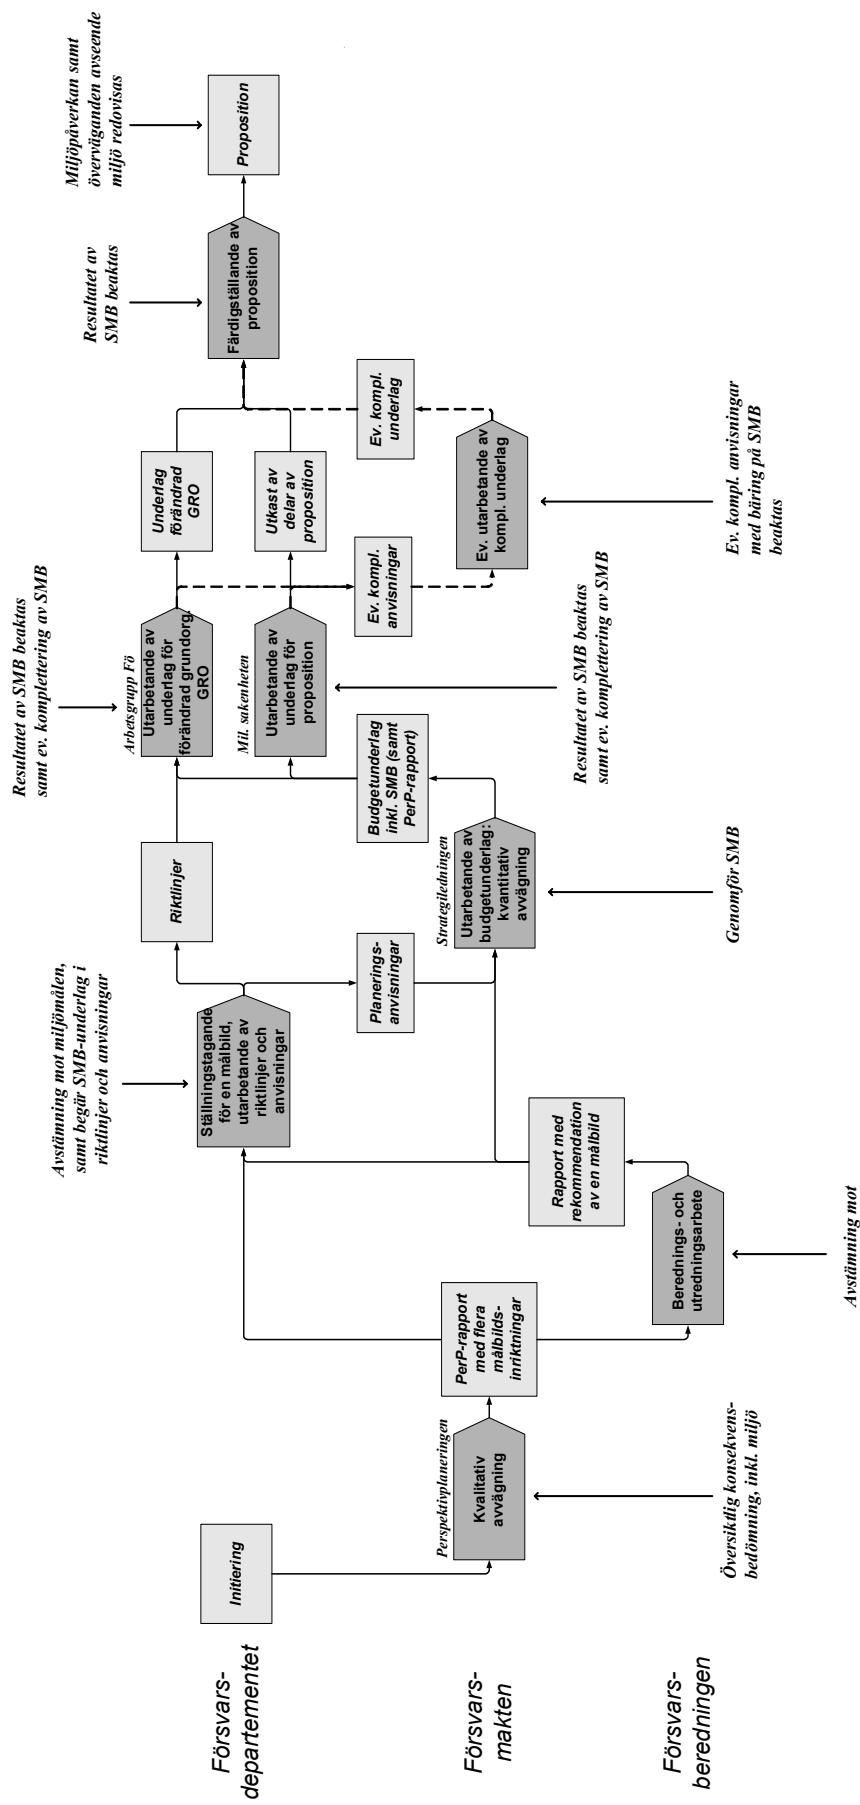 Försvars-
departementet
Försvars-
makten
Försvars-
beredningen
Initiering
Perspektivplaneringen
Kvalitativ
avvägning
Översiktlig konsekvens-
bedömning, inkl. miljö
PerP-rapport
med flera
målbilds-
inriktningar
Berednings- och
utredningsarbete
Avstämning mot
Rapport med
rekommendation
av en målbild
Avstämning mot miljömålen,
samt begär SMB-underlag i
riktlinjer och anvisningar
Ställningstagande
för en målbild,
utarbetande av
riktlinjer och
anvisningar
Riktlinjer
Planerings-
anvisningar
Strategiledningen
Utarbetande av
budgetunderlag:
kvantitativ
avvägning
Genomför SMB
Budgetunderlag
inkl. SMB (samt
PerP-rapport)
Resultatet av SMB beaktas
samt ev. komplettering av SMB
Arbetsgrupp Fö
Utarbetande av
underlag för
förändrad grundorg.
GRO
Mil. sakenheten
Utarbetande av
underlag för
proposition
Resultatet av SMB beaktas
samt ev. komplettering av SMB
Underlag
förändrad
GRO
Utkast av
delar av
proposition
Ev. kompl.
anvisningar
Ev. utarbetande av
kompl. underlag
Ev. kompl. anvisningar
med bäring på SMB
beaktas
Ev. kompl.
underlag
Resultatet av
SMB beaktas
Färdigställande av
proposition
Miljöpåverkan samt
överväganden avseende
miljö redovisas
Proposition